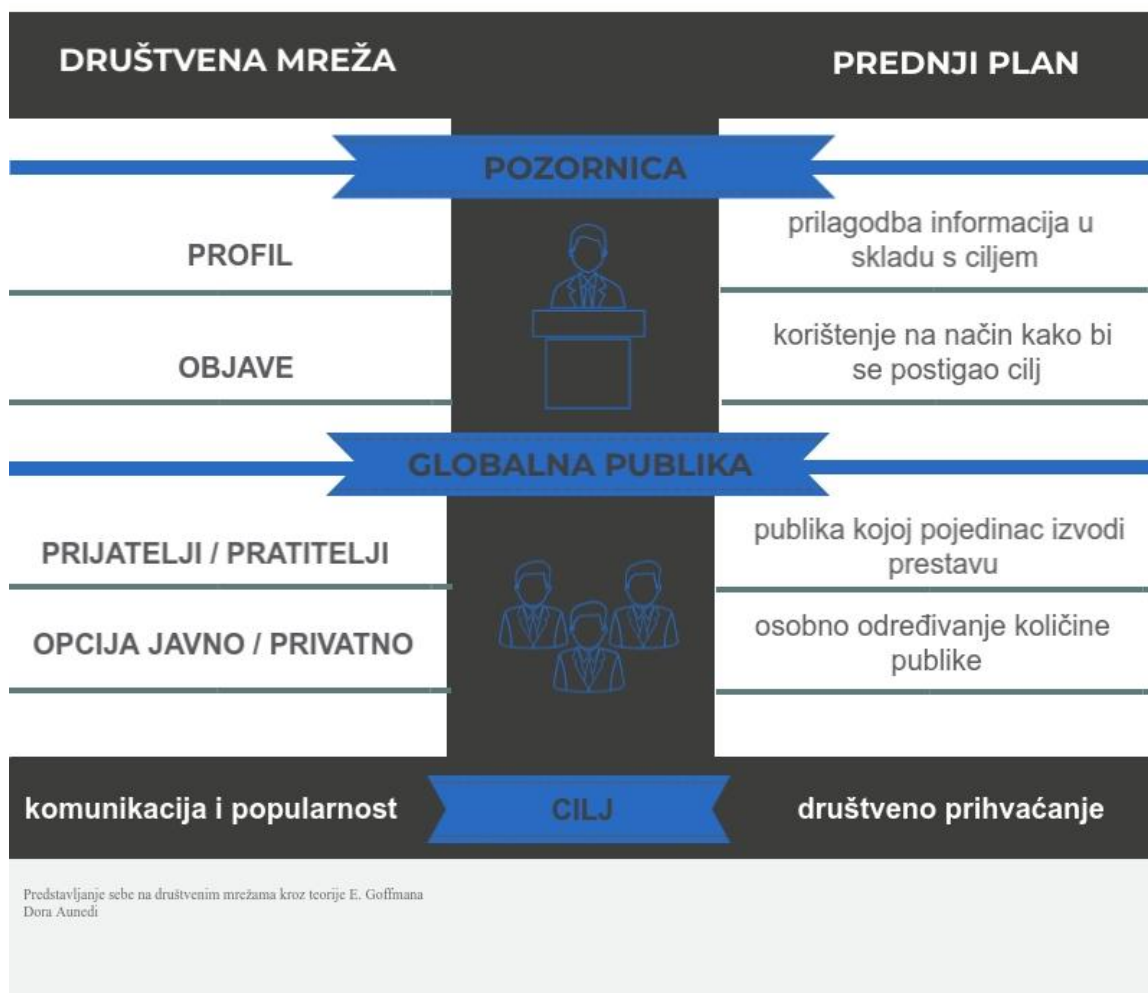 DRUŠTVENA MREŽA
PREDNJI PLAN
POZORNICA
PROFIL
prilagodba informacija u
skladu s ciljem
OBJAVE
korištenje na način kako bi
se postigao cilj
GLOBALNA PUBLIKA
PRIJATELJI / PRATITELJI
publika kojoj pojedinac izvodi
prestavu
OPCIJA JAVNO / PRIVATNO
osobno određivanje količine
publike
komunikacija i popularnost
CILJ
društveno prihvaćanje
Predstavljanje sebe na društvenim mrežama kroz teorije E. Goffmana
Dora Aunedi